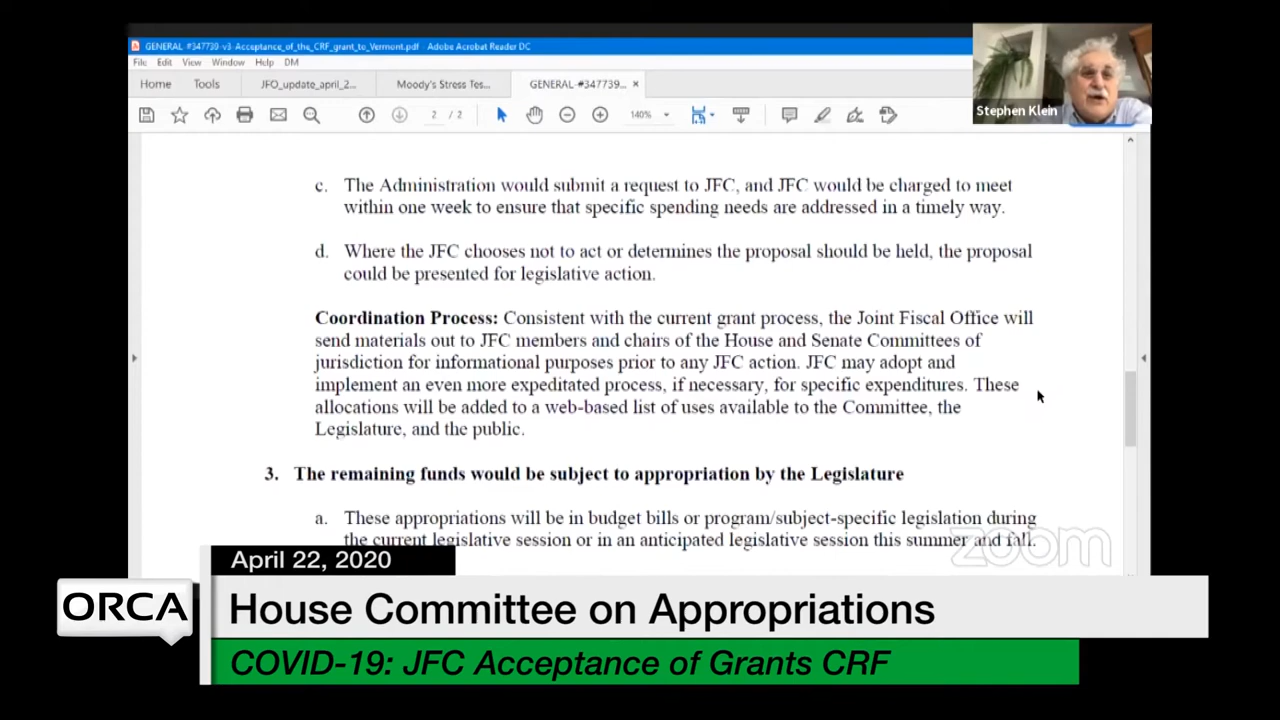 GENERAL-#347739-v3-Acceptance_of_the_CRF_grant_to_Vermont.pdf - Adobe Acrobat Reader DC
File Edit View Window Help DM
Home Tools JFO_update_april_2... Moody's Stress Tes... GENERAL-#347739... ×
2 / 2 140%
Stephen Klein
c. The Administration would submit a request to JFC, and JFC would be charged to meet
within one week to ensure that specific spending needs are addressed in a timely way.
d. Where the JFC chooses not to act or determines the proposal should be held, the proposal
could be presented for legislative action.
Coordination Process: Consistent with the current grant process, the Joint Fiscal Office will
send materials out to JFC members and chairs of the House and Senate Committees of
jurisdiction for informational purposes prior to any JFC action. JFC may adopt and
implement an even more expeditated process, if necessary, for specific expenditures. These
allocations will be added to a web-based list of uses available to the Committee, the
Legislature, and the public.
3. The remaining funds would be subject to appropriation by the Legislature
a. These appropriations will be in budget bills or program/subject-specific legislation during
the current legislative session or in an anticipated legislative session this summer and fall.
zoom
April 22, 2020
ORCA
House Committee on Appropriations
COVID-19: JFC Acceptance of Grants CRF